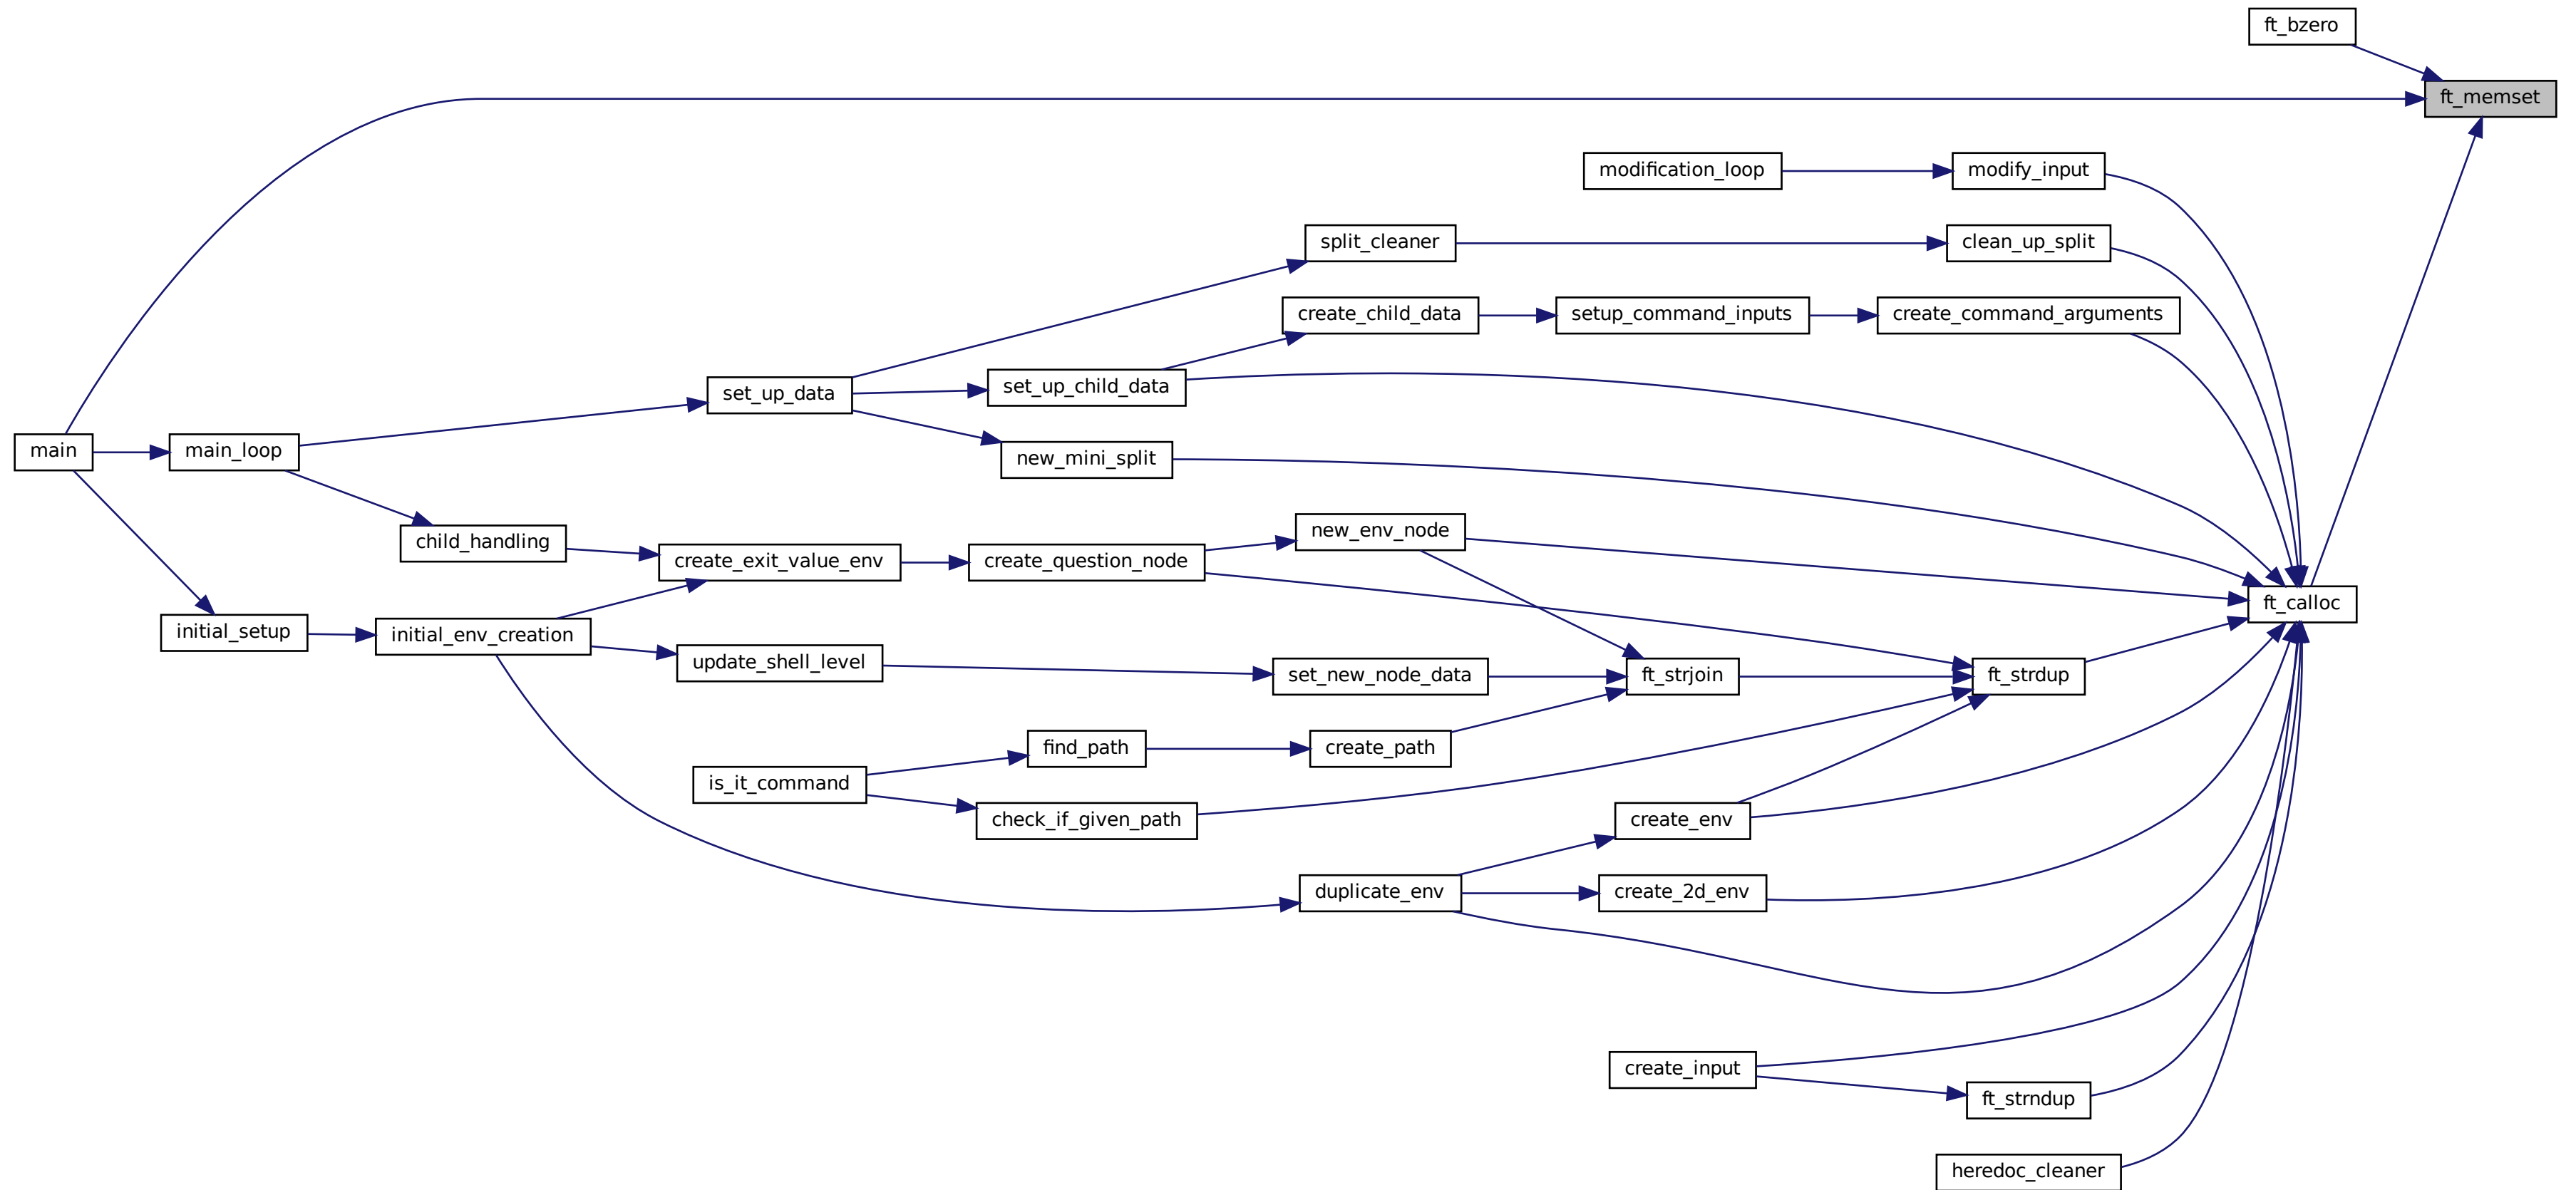 ft_bzero
ft_memset
modification_loop
modify_input
split_cleaner
clean_up_split
create_child_data
setup_command_inputs
create_command_arguments
set_up_data
set_up_child_data
main
main_loop
new_mini_split
child_handling
new_env_node
create_exit_value_env
create_question_node
ft_calloc
initial_setup
initial_env_creation
update_shell_level
set_new_node_data
ft_strjoin
ft_strdup
find_path
create_path
is_it_command
check_if_given_path
create_env
duplicate_env
create_2d_env
create_input
ft_strndup
heredoc_cleaner